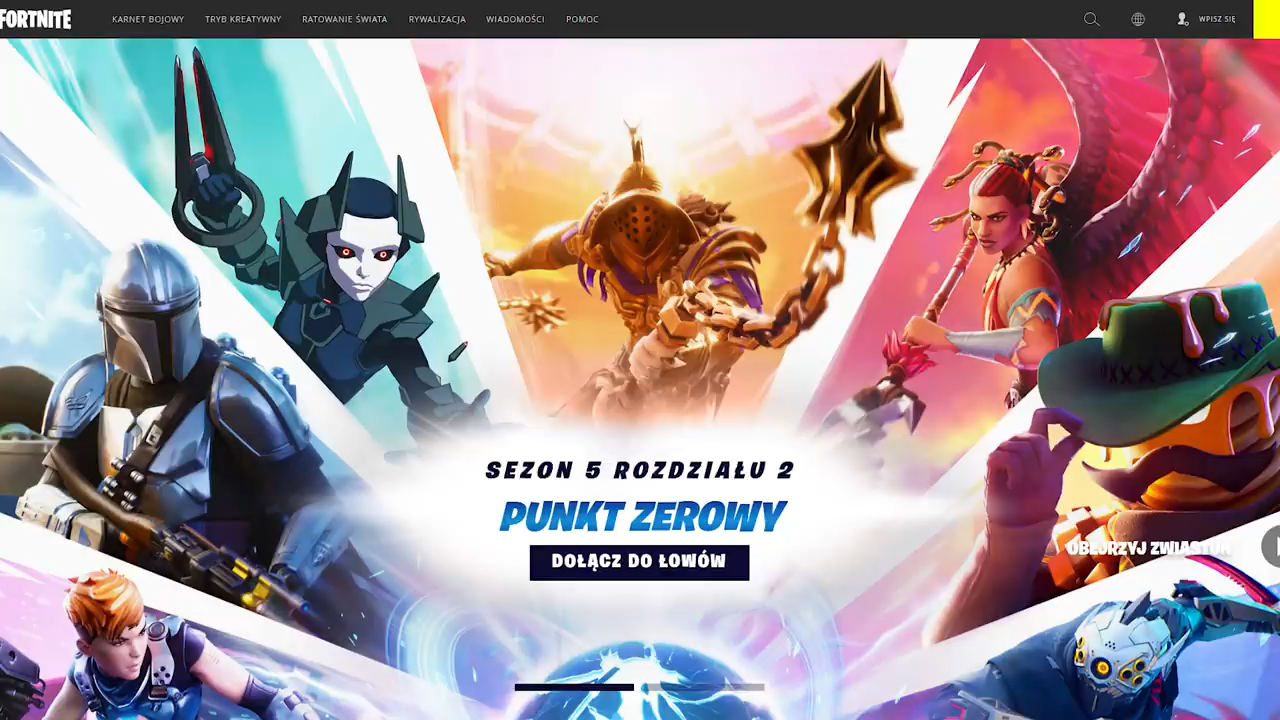 FORTNITE
KARNET BOJOWY TRYB KREATYWNY RATOWANIE ŚWIATA RYWALIZACJA WIADOMOŚCI POMOC WPISZ SIĘ
SEZON 5 ROZDZIAŁU 2
PUNKT ZEROWY
DOŁĄCZ DO ŁOWÓW
OBEJRZYJ ZWIASTUN